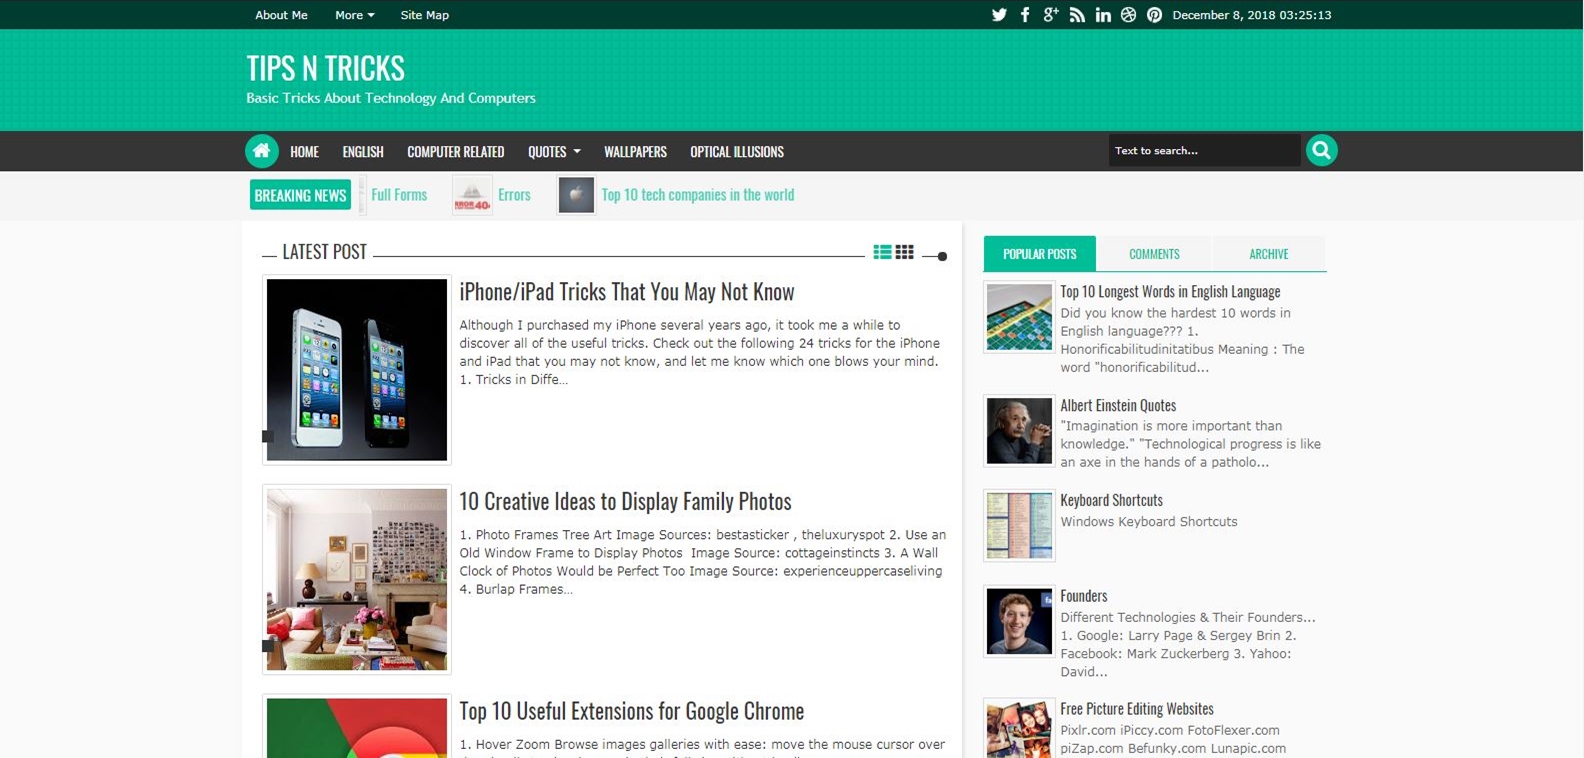 About Me More Site Map December 8, 2018 03:25:13
TIPS N TRICKS
Basic Tricks About Technology And Computers
HOME ENGLISH COMPUTER RELATED QUOTES WALLPAPERS OPTICAL ILLUSIONS Text to search...
BREAKING NEWS Full Forms Errors Top 10 tech companies in the world
LATEST POST
iPhone/iPad Tricks That You May Not Know
Although I purchased my iPhone several years ago, it took me a while to
discover all of the useful tricks. Check out the following 24 tricks for the iPhone
and iPad that you may not know, and let me know which one blows your mind.
1. Tricks in Diffe...
10 Creative Ideas to Display Family Photos
1. Photo Frames Tree Art Image Sources: bestasticker , theluxuryspot 2. Use an
Old Window Frame to Display Photos Image Source: cottageinstincts 3. A Wall
Clock of Photos Would be Perfect Too Image Source: experienceuppercaseliving
4. Burlap Frames...
Top 10 Useful Extensions for Google Chrome
1. Hover Zoom Browse images galleries with ease: move the mouse cursor over
POPULAR POSTS COMMENTS ARCHIVE
Top 10 Longest Words in English Language
Did you know the hardest 10 words in
English language??? 1.
Honorificabilitudinitatibus Meaning : The
word "honorificabilitud...
Albert Einstein Quotes
"Imagination is more important than
knowledge." "Technological progress is like
an axe in the hands of a patholo...
Keyboard Shortcuts
Windows Keyboard Shortcuts
Founders
Different Technologies & Their Founders...
1. Google: Larry Page & Sergey Brin 2.
Facebook: Mark Zuckerberg 3. Yahoo:
David...
Free Picture Editing Websites
Pixlr.com iPiccy.com FotoFlexer.com
piZap.com Befunky.com Lunapic.com